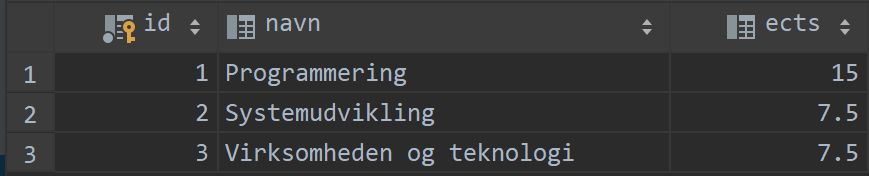 id navn ects
1 1 Programmering 15
2 2 Systemudvikling 7.5
3 3 Virksomheden og teknologi 7.5